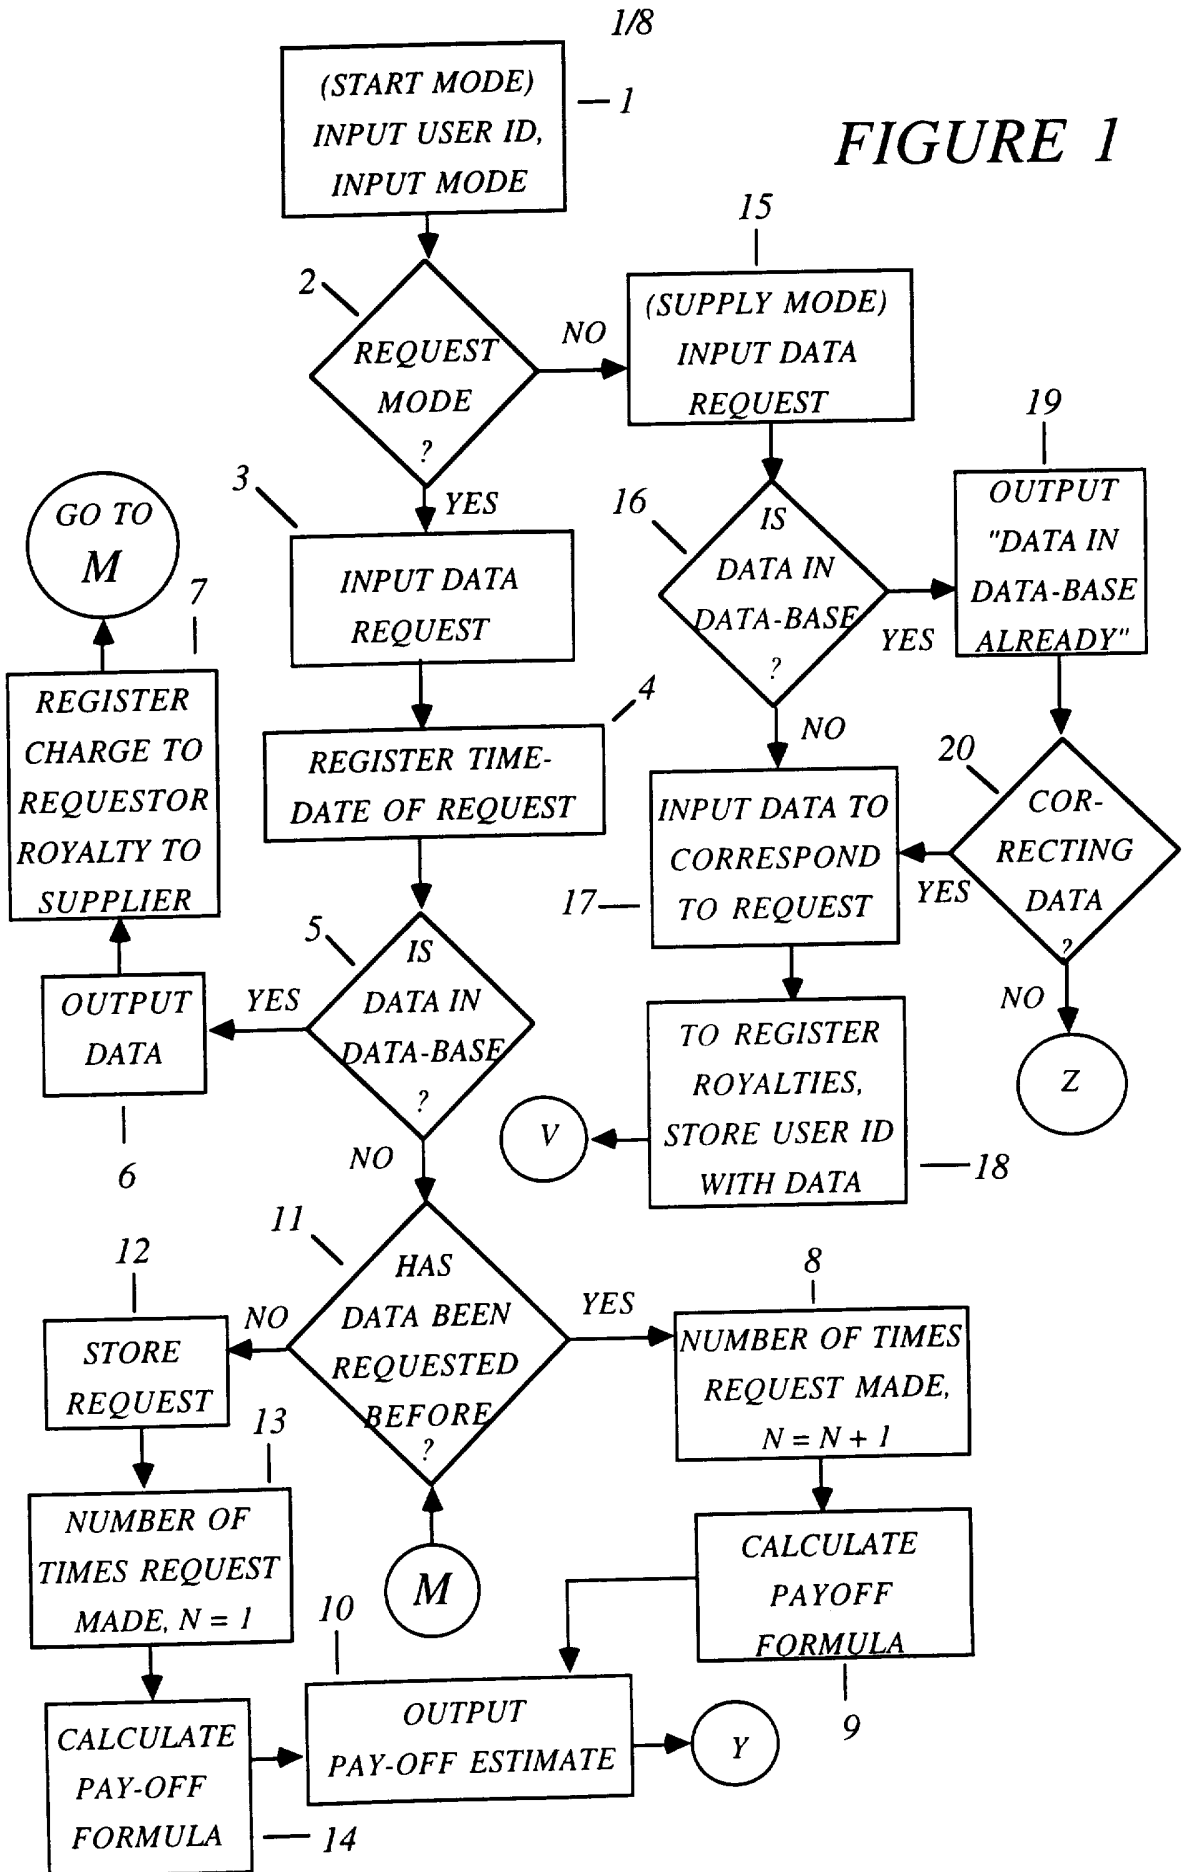 1/8
(START MODE)
INPUT USER ID,
INPUT MODE
1
FIGURE 1
2
REQUEST
MODE
?
NO
YES
15
(SUPPLY MODE)
INPUT DATA
REQUEST
16
IS
DATA IN
DATA-BASE
?
YES
NO
19
OUTPUT
"DATA IN
DATA-BASE
ALREADY"
20
COR-
RECTING
DATA
?
YES
NO
Z
17
INPUT DATA TO
CORRESPOND
TO REQUEST
TO REGISTER
ROYALTIES,
STORE USER ID
WITH DATA
18
V
3
INPUT DATA
REQUEST
4
REGISTER TIME-
DATE OF REQUEST
5
IS
DATA IN
DATA-BASE
?
YES
NO
OUTPUT
DATA
6
7
REGISTER
CHARGE TO
REQUESTOR
ROYALTY TO
SUPPLIER
GO TO
M
11
HAS
DATA BEEN
REQUESTED
BEFORE
?
NO
YES
M
12
STORE
REQUEST
13
NUMBER OF
TIMES REQUEST
MADE, N = 1
CALCULATE
PAY-OFF
FORMULA
14
8
NUMBER OF TIMES
REQUEST MADE,
N = N + 1
CALCULATE
PAYOFF
FORMULA
9
10
OUTPUT
PAY-OFF ESTIMATE
Y